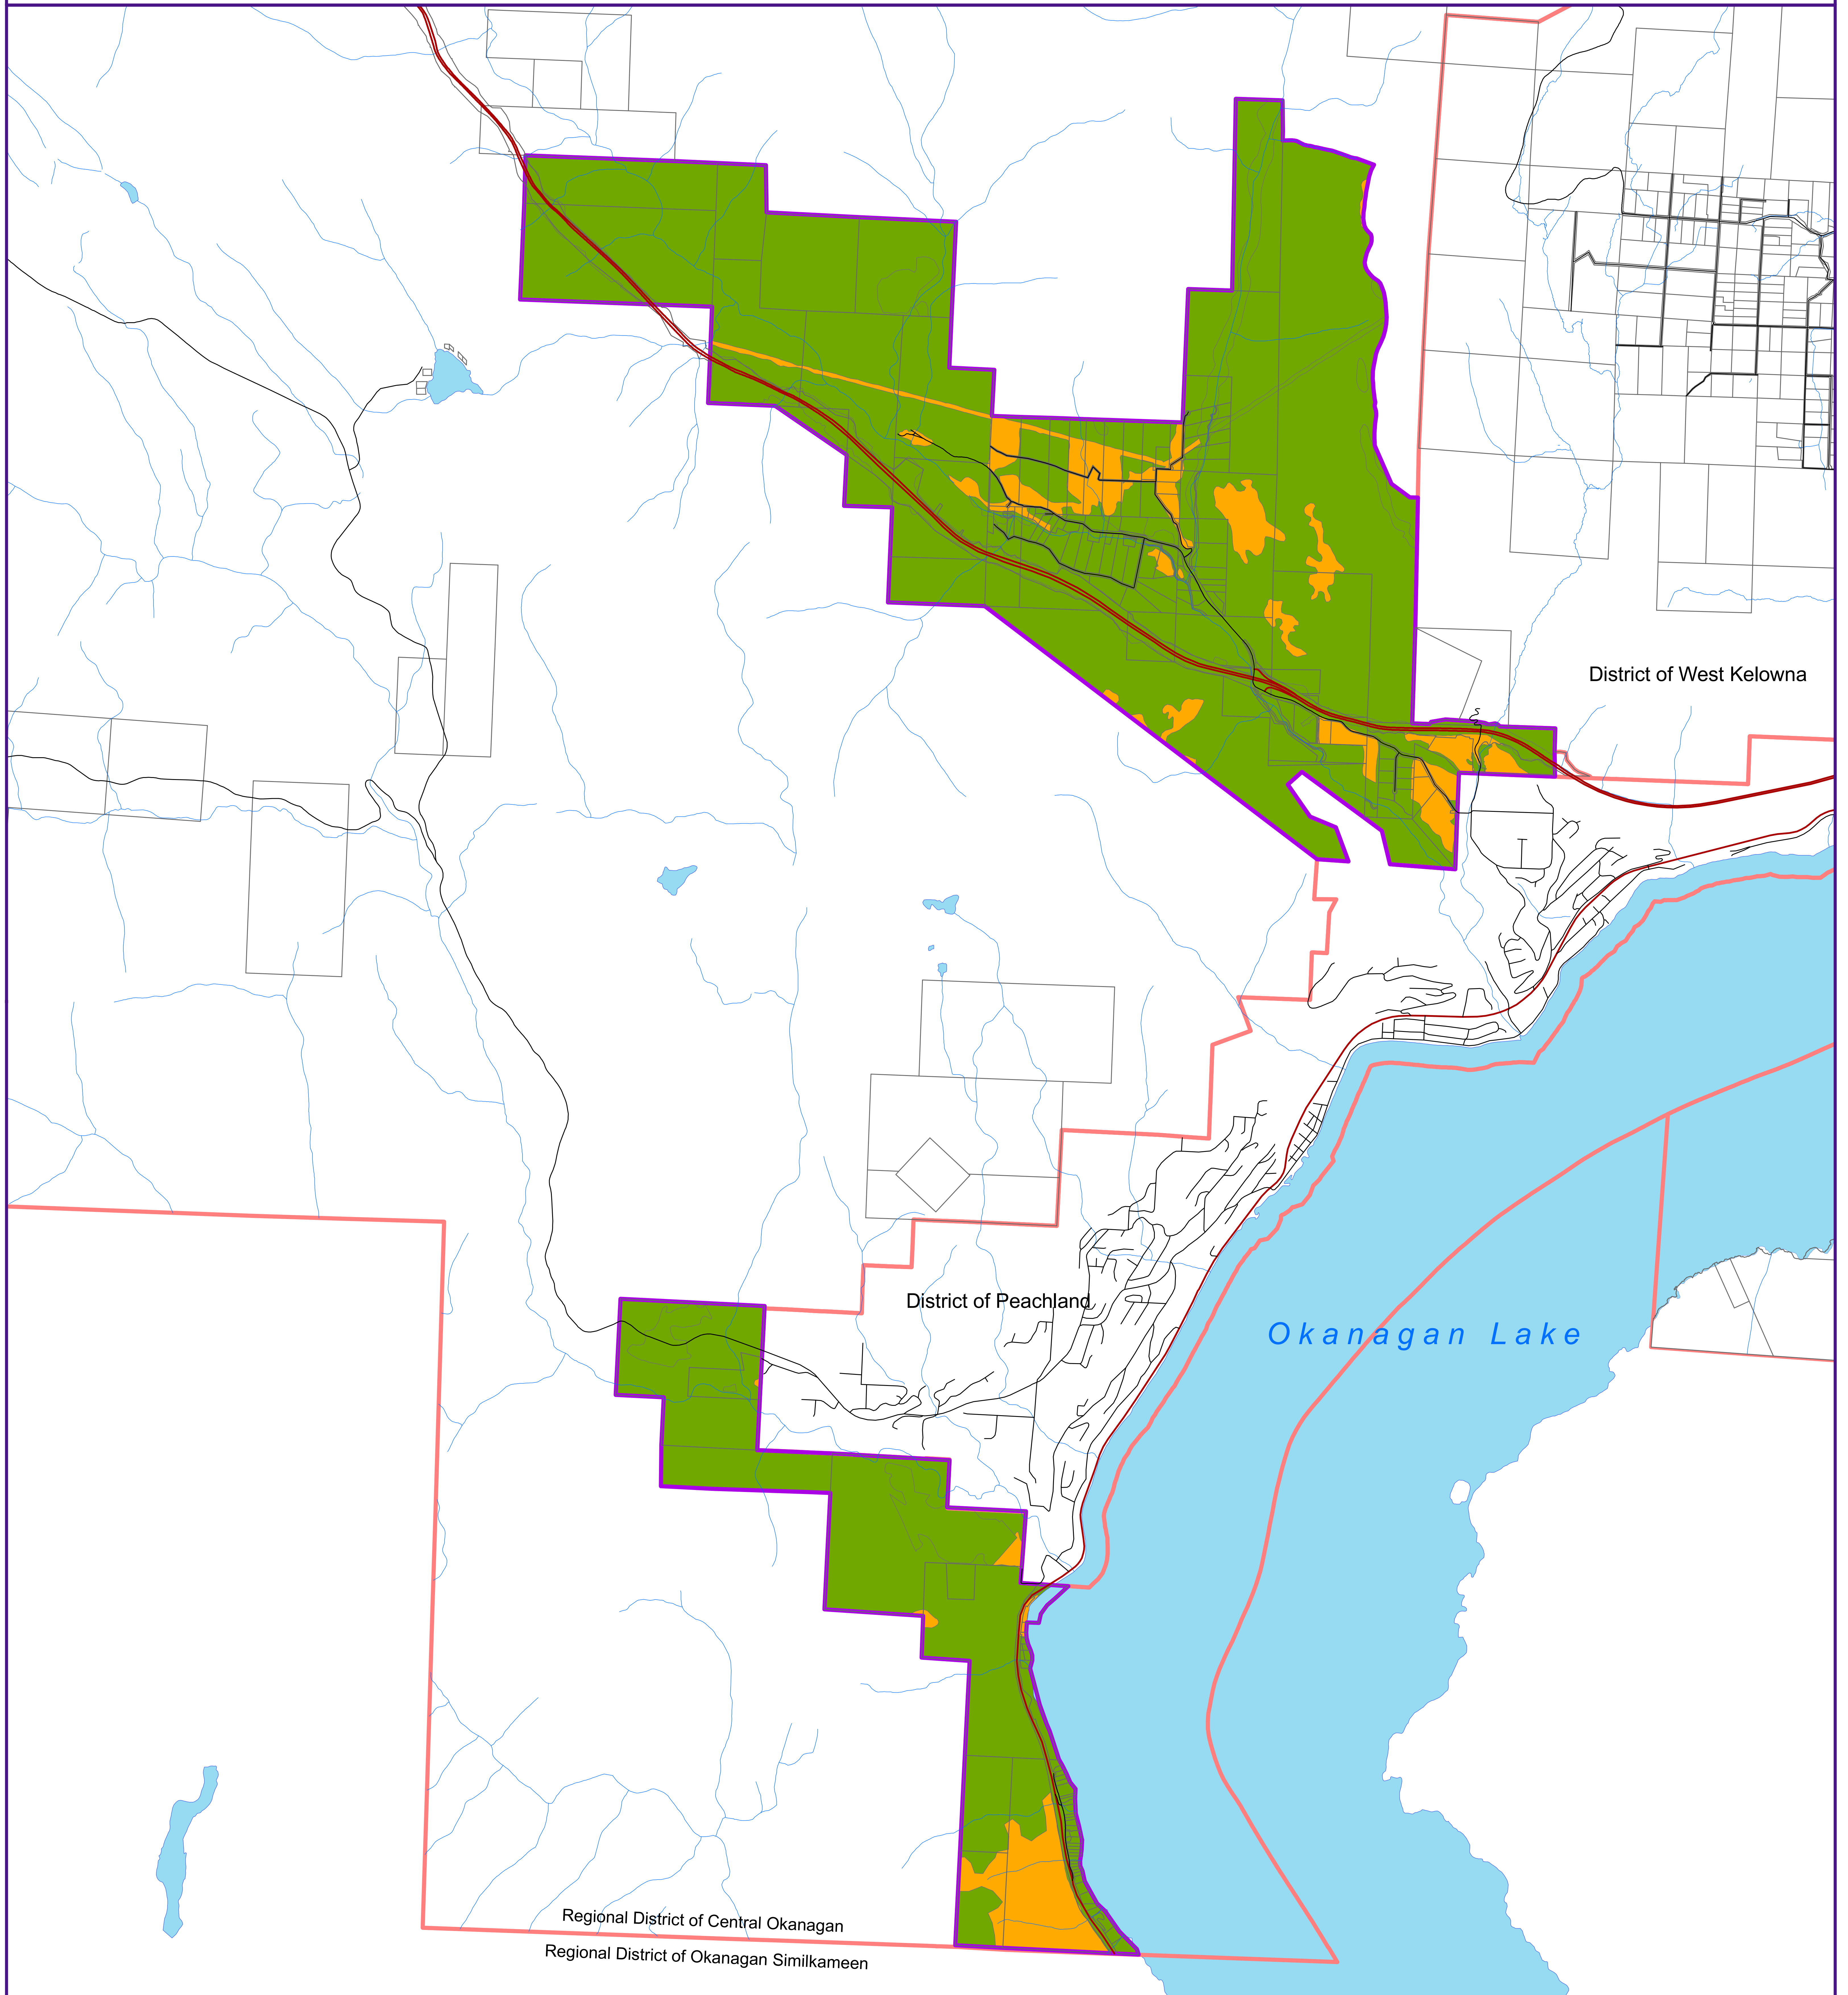 District of West Kelowna
District of Peachland
Okanagan Lake
Regional District of Central Okanagan
Regional District of Okanagan Similkameen